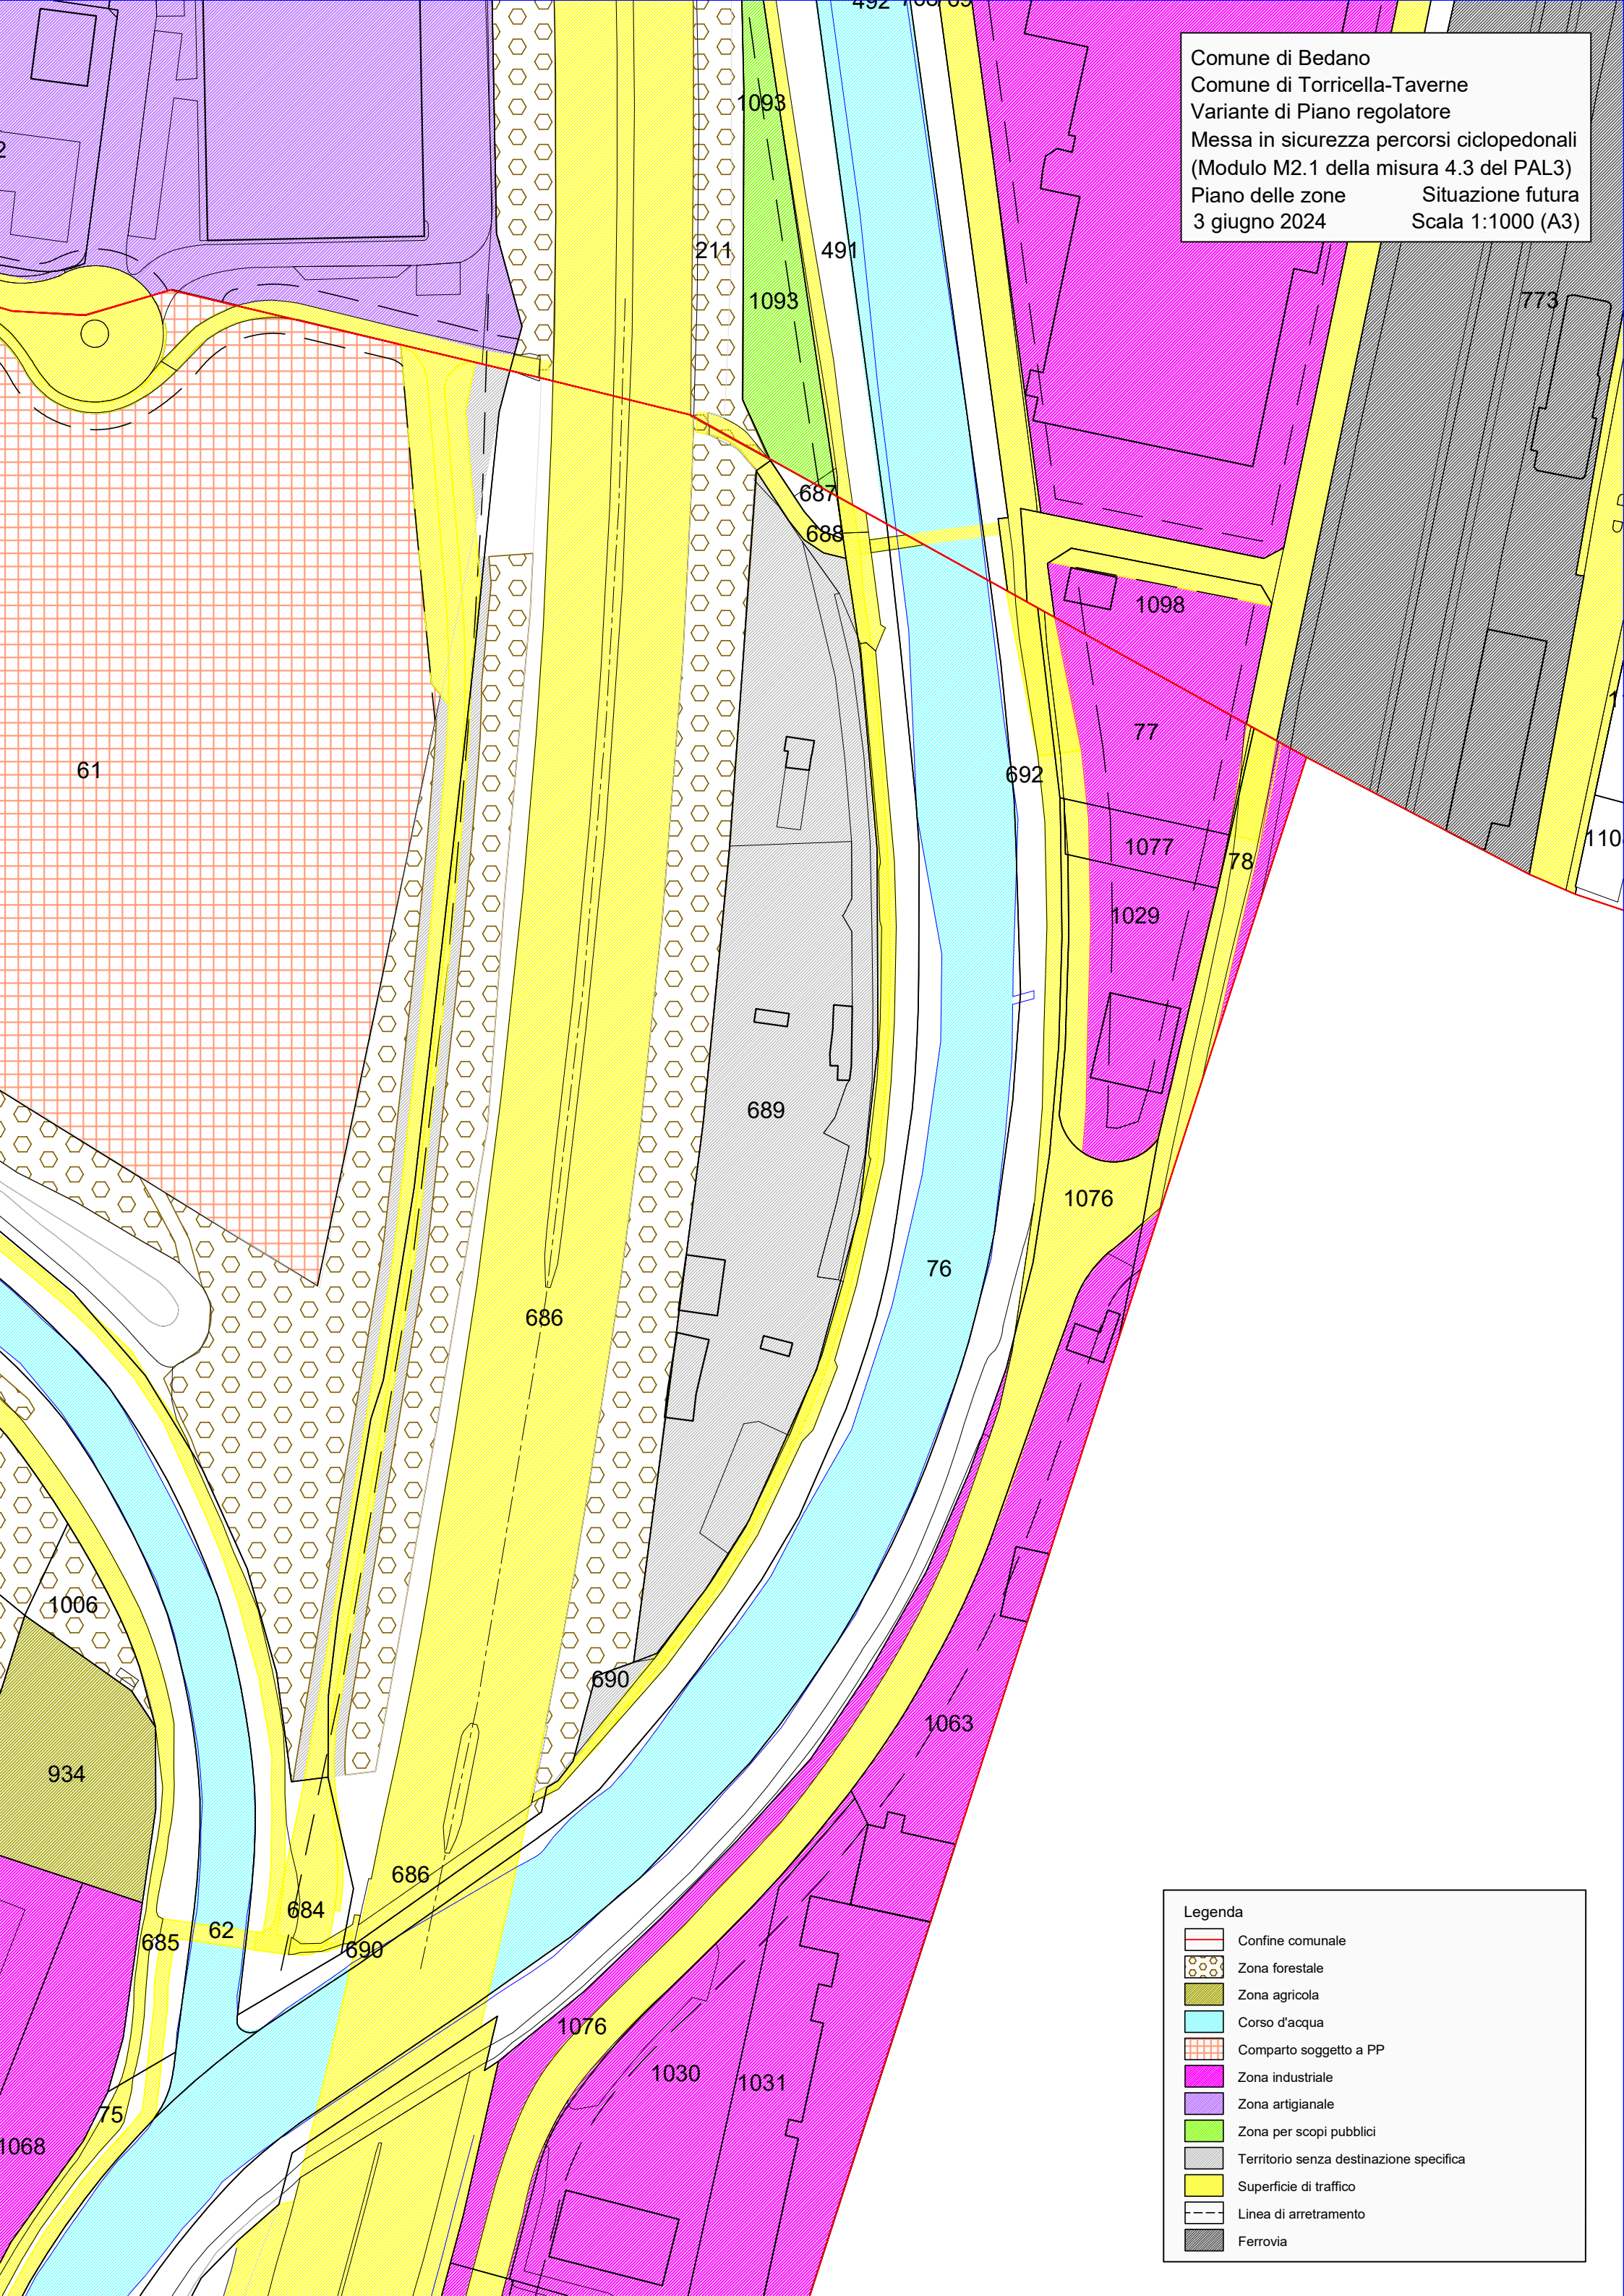 Comune di Bedano
Comune di Torricella-Taverne
Variante di Piano regolatore
Messa in sicurezza percorsi ciclopedonali
(Modulo M2.1 della misura 4.3 del PAL3)
Piano delle zone Situazione futura
3 giugno 2024 Scala 1:1000 (A3)
492
1093
211
491
1093
773
687
688
1098
77
61
692
1077
78
1029
689
1076
76
686
1006
690
1063
934
686
684
62
685
690
1076
1030
1031
75
1068
Legenda
Confine comunale
Zona forestale
Zona agricola
Corso d'acqua
Comparto soggetto a PP
Zona industriale
Zona artigianale
Zona per scopi pubblici
Territorio senza destinazione specifica
Superficie di traffico
Linea di arretramento
Ferrovia